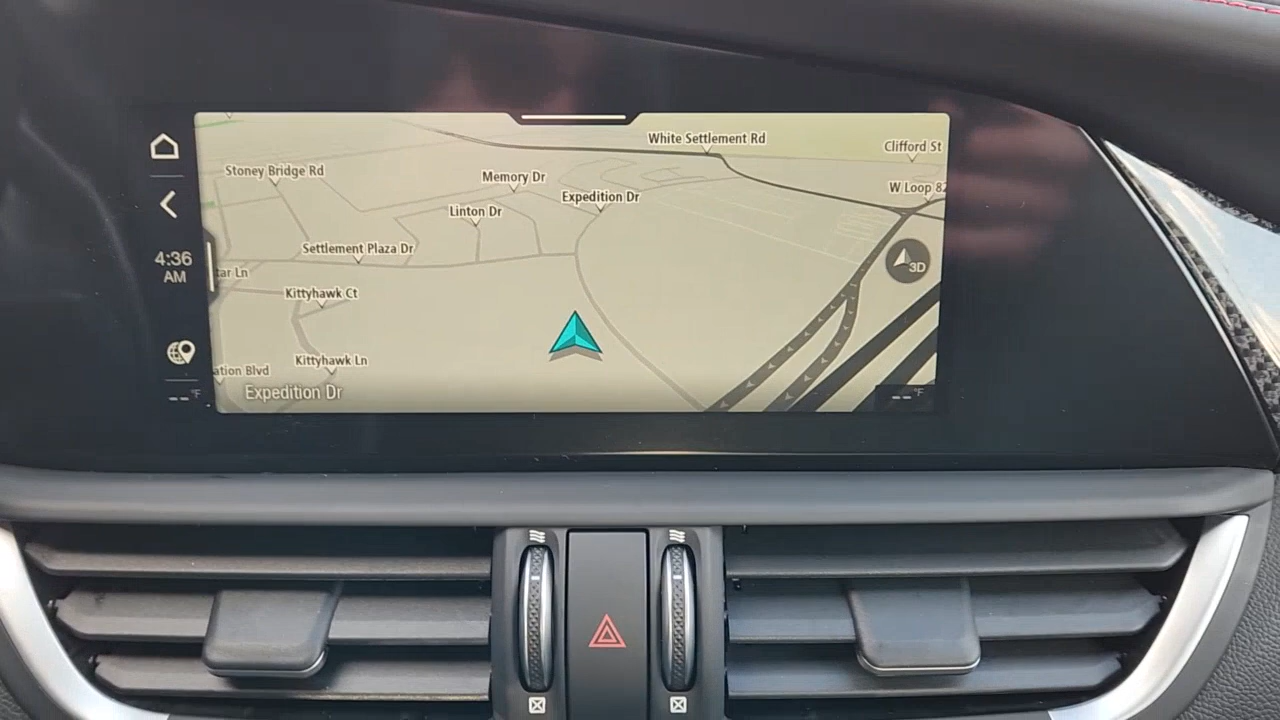 White Settlement Rd
Clifford St
Stoney Bridge Rd
Memory Dr
W Loop 82
Expedition Dr
Linton Dr
Settlement Plaza Dr
4:36
AM
tar Ln
3D
Kittyhawk Ct
Kittyhawk Ln
ation Blvd
Expedition Dr
-- °F
-- °F